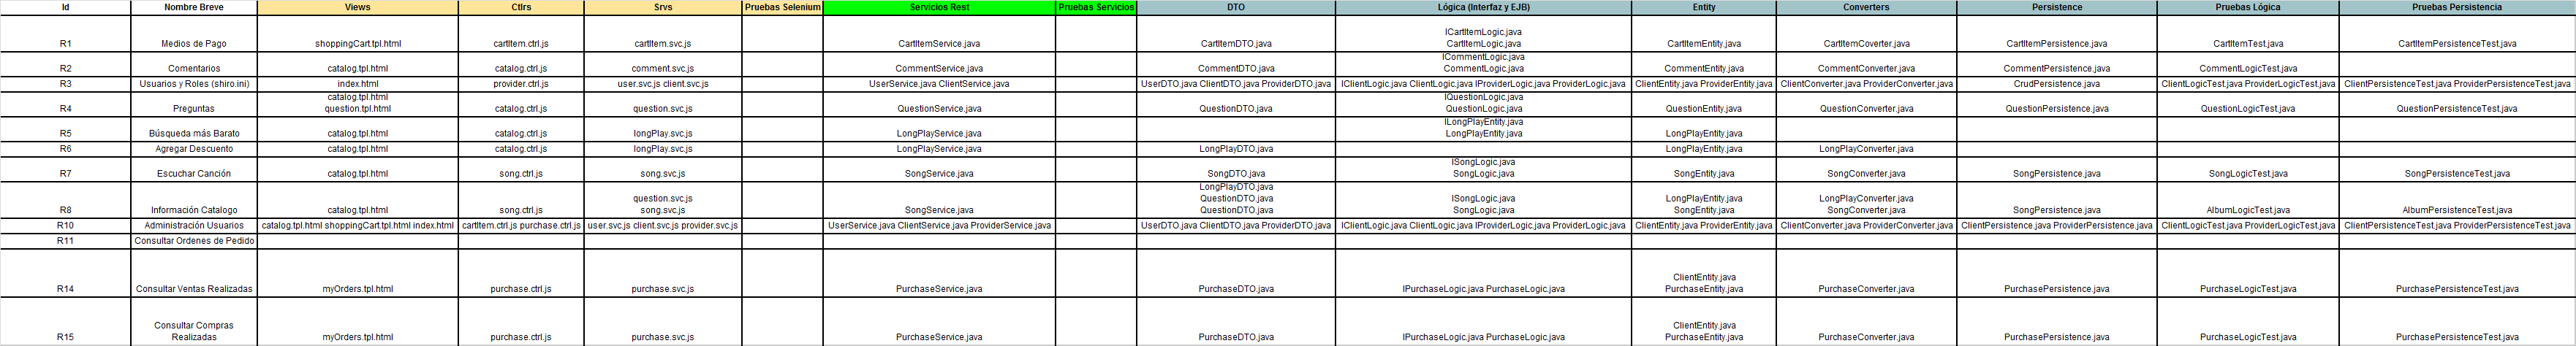 Id Nombre Breve Views Ctlrs Srvs Pruebas Selenium Servicios Rest Pruebas Servicios DTO Lógica (Interfaz y EJB) Entity Converters Persistence Pruebas Lógica Pruebas Persistencia
ICartItemLogic.java
R1 Medios de Pago shoppingCart.tpl.html cartItem.ctrl.js cartItem.svc.js CartItemService.java CartItemDTO.java CartItemLogic.java CartItemEntity.java CartItemCoverter.java CartItemPersistence.java CartItemTest.java CartItemPersistenceTest.java
ICommentLogic.java
R2 Comentarios catalog.tpl.html catalog.ctrl.js comment.svc.js CommentService.java CommentDTO.java CommentLogic.java CommentEntity.java CommentConverter.java CommentPersistence.java CommentLogicTest.java
R3 Usuarios y Roles (shiro.ini) index.html provider.ctrl.js user.svc.js client.svc.js UserService.java ClientService.java UserDTO.java ClientDTO.java ProviderDTO.java IClientLogic.java ClientLogic.java IProviderLogic.java ProviderLogic.java ClientEntity.java ProviderEntity.java ClientConverter.java ProviderConverter.java CrudPersistence.java ClientLogicTest.java ProviderLogicTest.java ClientPersistenceTest.java ProviderPersistenceTest.java
catalog.tpl.html IQuestionLogic.java
R4 Preguntas question.tpl.html catalog.ctrl.js question.svc.js QuestionService.java QuestionDTO.java QuestionLogic.java QuestionEntity.java QuestionConverter.java QuestionPersistence.java QuestionLogicTest.java QuestionPersistenceTest.java
ILongPlayEntity.java
R5 Búsqueda más Barato catalog.tpl.html catalog.ctrl.js longPlay.svc.js LongPlayService.java LongPlayEntity.java LongPlayEntity.java
R6 Agregar Descuento catalog.tpl.html catalog.ctrl.js longPlay.svc.js LongPlayService.java LongPlayDTO.java LongPlayEntity.java LongPlayConverter.java
ISongLogic.java
R7 Escuchar Canción catalog.tpl.html song.ctrl.js song.svc.js SongService.java SongDTO.java SongLogic.java SongEntity.java SongConverter.java SongPersistence.java SongLogicTest.java SongPersistenceTest.java
LongPlayDTO.java
question.svc.js QuestionDTO.java ISongLogic.java LongPlayEntity.java LongPlayConverter.java
R8 Información Catalogo catalog.tpl.html song.ctrl.js song.svc.js SongService.java QuestionDTO.java SongLogic.java SongEntity.java SongConverter.java SongPersistence.java AlbumLogicTest.java AlbumPersistenceTest.java
R10 Administración Usuarios catalog.tpl.html shoppingCart.tpl.html index.html cartItem.ctrl.js purchase.ctrl.js user.svc.js client.svc.js provider.svc.js UserService.java ClientService.java ProviderService.java UserDTO.java ClientDTO.java ProviderDTO.java IClientLogic.java ClientLogic.java IProviderLogic.java ProviderLogic.java ClientEntity.java ProviderEntity.java ClientConverter.java ProviderConverter.java ClientPersistence.java ProviderPersistence.java ClientLogicTest.java ProviderLogicTest.java ClientPersistenceTest.java ProviderPersistenceTest.java
R11 Consultar Ordenes de Pedido
ClientEntity.java
R14 Consultar Ventas Realizadas myOrders.tpl.html purchase.ctrl.js purchase.svc.js PurchaseService.java PurchaseDTO.java IPurchaseLogic.java PurchaseLogic.java PurchaseEntity.java PurchaseConverter.java PurchasePersistence.java PurchaseLogicTest.java PurchasePersistenceTest.java
Consultar Compras ClientEntity.java
R15 Realizadas myOrders.tpl.html purchase.ctrl.js purchase.svc.js PurchaseService.java PurchaseDTO.java IPurchaseLogic.java PurchaseLogic.java PurchaseEntity.java PurchaseConverter.java PurchasePersistence.java PurchaseLogicTest.java PurchasePersistenceTest.java